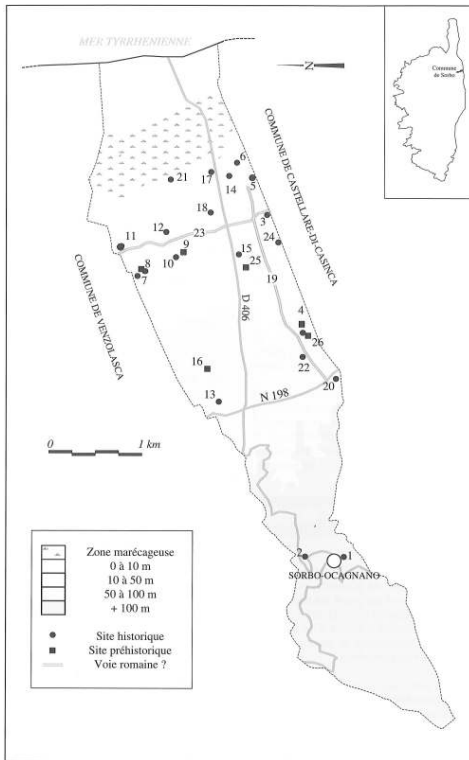 MER TYRRHENIENNE
Commune
de Sorbo
N
COMMUNE DE CASTELLARE-DI-CASINCA
COMMUNE DE VENZOLASCA
6
21
17
14
5
18
3
12
23
11
24
15
10
9
25
8
7
19
D 406
4
26
16
22
20
13
N 198
0
1 km
2
1
SORBO-OCAGNANO
Zone marécageuse
0 à 10 m
10 à 50 m
50 à 100 m
+ 100 m
Site historique
Site préhistorique
Voie romaine ?